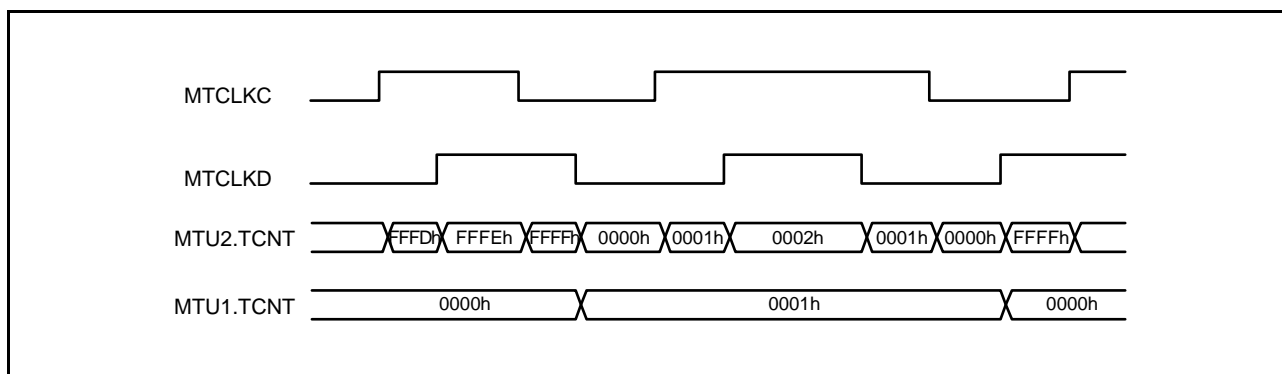 MTCLKC
MTCLKD
MTU2.TCNT FFFDh FFFEh FFFFh 0000h 0001h 0002h 0001h 0000h FFFFh
MTU1.TCNT 0000h 0001h 0000h